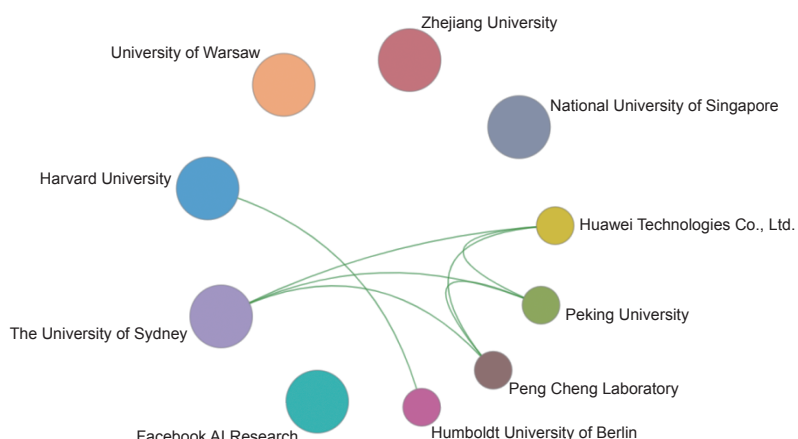 Zhejiang University
University of Warsaw
National University of Singapore
Harvard University
Huawei Technologies Co., Ltd.
Peking University
The University of Sydney
Peng Cheng Laboratory
Facebook AI Research
Humboldt University of Berlin